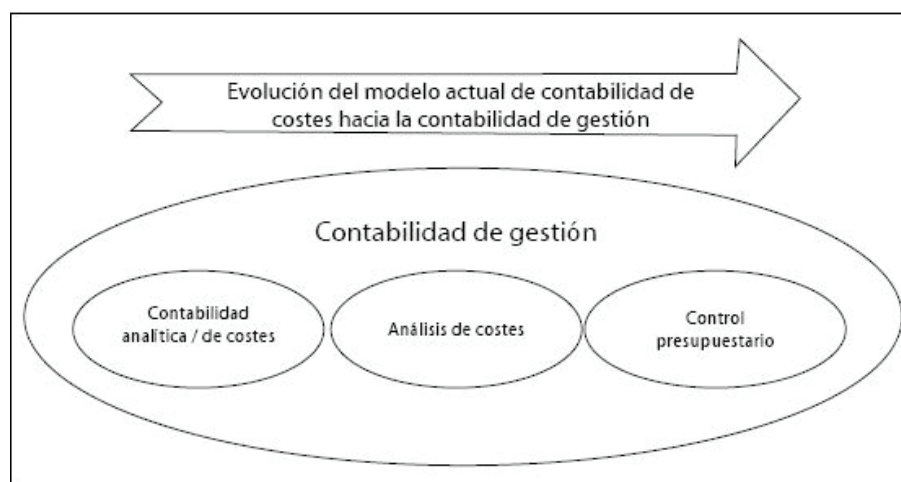 Evolución del modelo actual de contabilidad de
costes hacia la contabilidad de gestión
Contabilidad de gestión
Contabilidad
analítica / de costes
Análisis de costes
Control
presupuestario